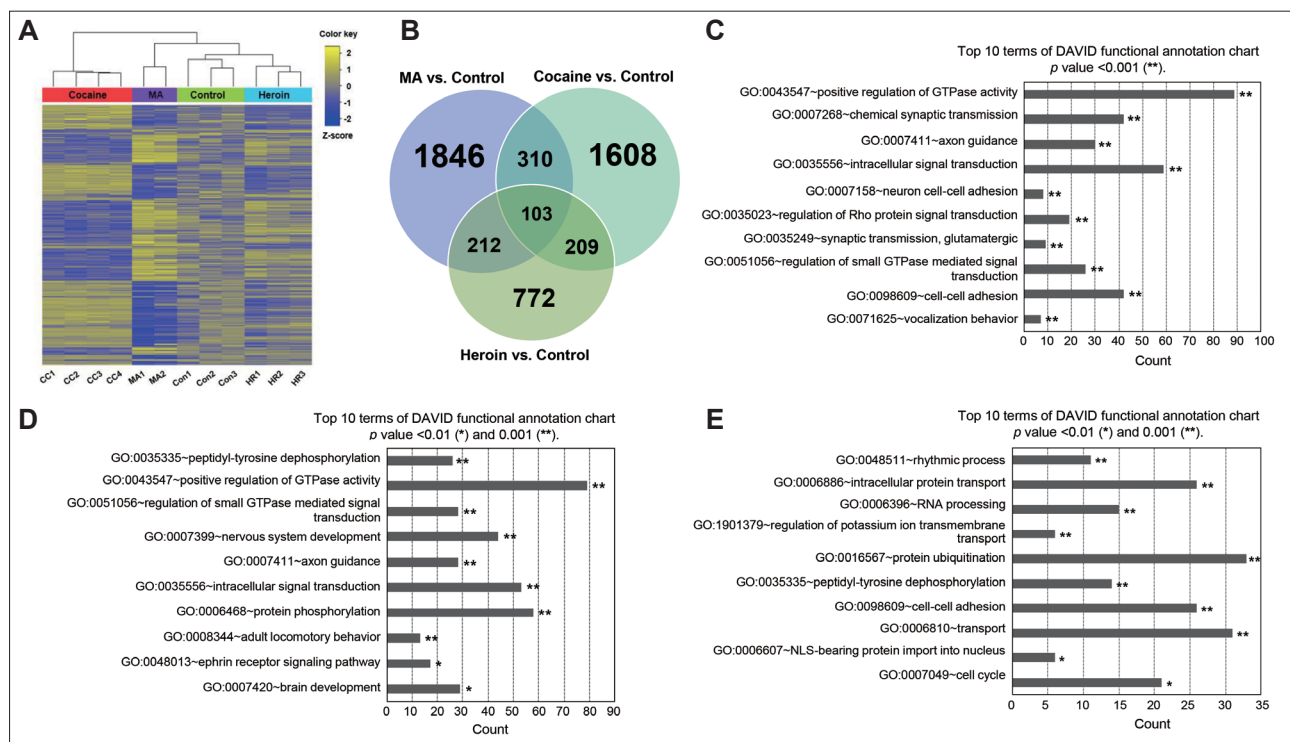 A
Color key
2
1
0
-1
-2
Z-score
Cocaine
MA
Control
Heroin
CC1
CC2
CC3
CC4
MA1
MA2
Con1
Con2
Con3
HR1
HR2
HR3
B
MA vs. Control
Cocaine vs. Control
1846
310
1608
103
212
209
772
Heroin vs. Control
C
Top 10 terms of DAVID functional annotation chart
p value <0.001 (**).
GO:0043547~positive regulation of GTPase activity
**
GO:0007268~chemical synaptic transmission
**
GO:0007411~axon guidance
**
GO:0035556~intracellular signal transduction
**
GO:0007158~neuron cell-cell adhesion
**
GO:0035023~regulation of Rho protein signal transduction
**
GO:0035249~synaptic transmission, glutamatergic
**
GO:0051056~regulation of small GTPase mediated signal
transduction
**
GO:0098609~cell-cell adhesion
**
GO:0071625~vocalization behavior
**
0 10 20 30 40 50 60 70 80 90 100
Count
D
Top 10 terms of DAVID functional annotation chart
p value <0.01 (*) and 0.001 (**).
GO:0035335~peptidyl-tyrosine dephosphorylation
**
GO:0043547~positive regulation of GTPase activity
**
GO:0051056~regulation of small GTPase mediated signal
transduction
**
GO:0007399~nervous system development
**
GO:0007411~axon guidance
**
GO:0035556~intracellular signal transduction
**
GO:0006468~protein phosphorylation
**
GO:0008344~adult locomotory behavior
**
GO:0048013~ephrin receptor signaling pathway
*
GO:0007420~brain development
*
0 10 20 30 40 50 60 70 80 90
Count
E
Top 10 terms of DAVID functional annotation chart
p value <0.01 (*) and 0.001 (**).
GO:0048511~rhythmic process
**
GO:0006886~intracellular protein transport
**
GO:0006396~RNA processing
**
GO:1901379~regulation of potassium ion transmembrane
transport
**
GO:0016567~protein ubiquitination
**
GO:0035335~peptidyl-tyrosine dephosphorylation
**
GO:0098609~cell-cell adhesion
**
GO:0006810~transport
**
GO:0006607~NLS-bearing protein import into nucleus
*
GO:0007049~cell cycle
*
0 5 10 15 20 25 30 35
Count